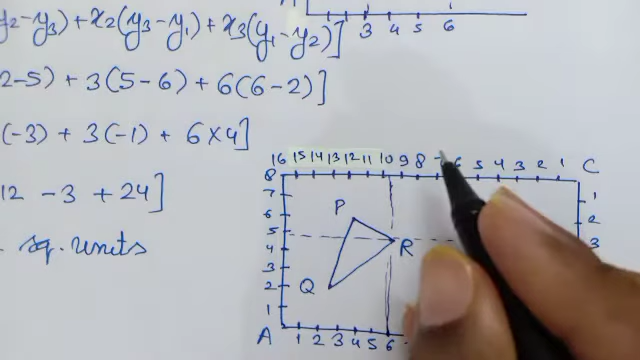 A
3 4 5 6
y2-y3) + x2(y3-y1) + x3(y1-y2)]
2-5) + 3(5-6) + 6(6-2)]
(-3) + 3(-1) + 6×4]
12 - 3 + 24]
sq. units
16 15 14 13 12 11 10 9 8 7 6 5 4 3 2 1 C
8
7
6 P
5 R
4
3
2 Q
1
1
2
3
A 1 2 3 4 5 6